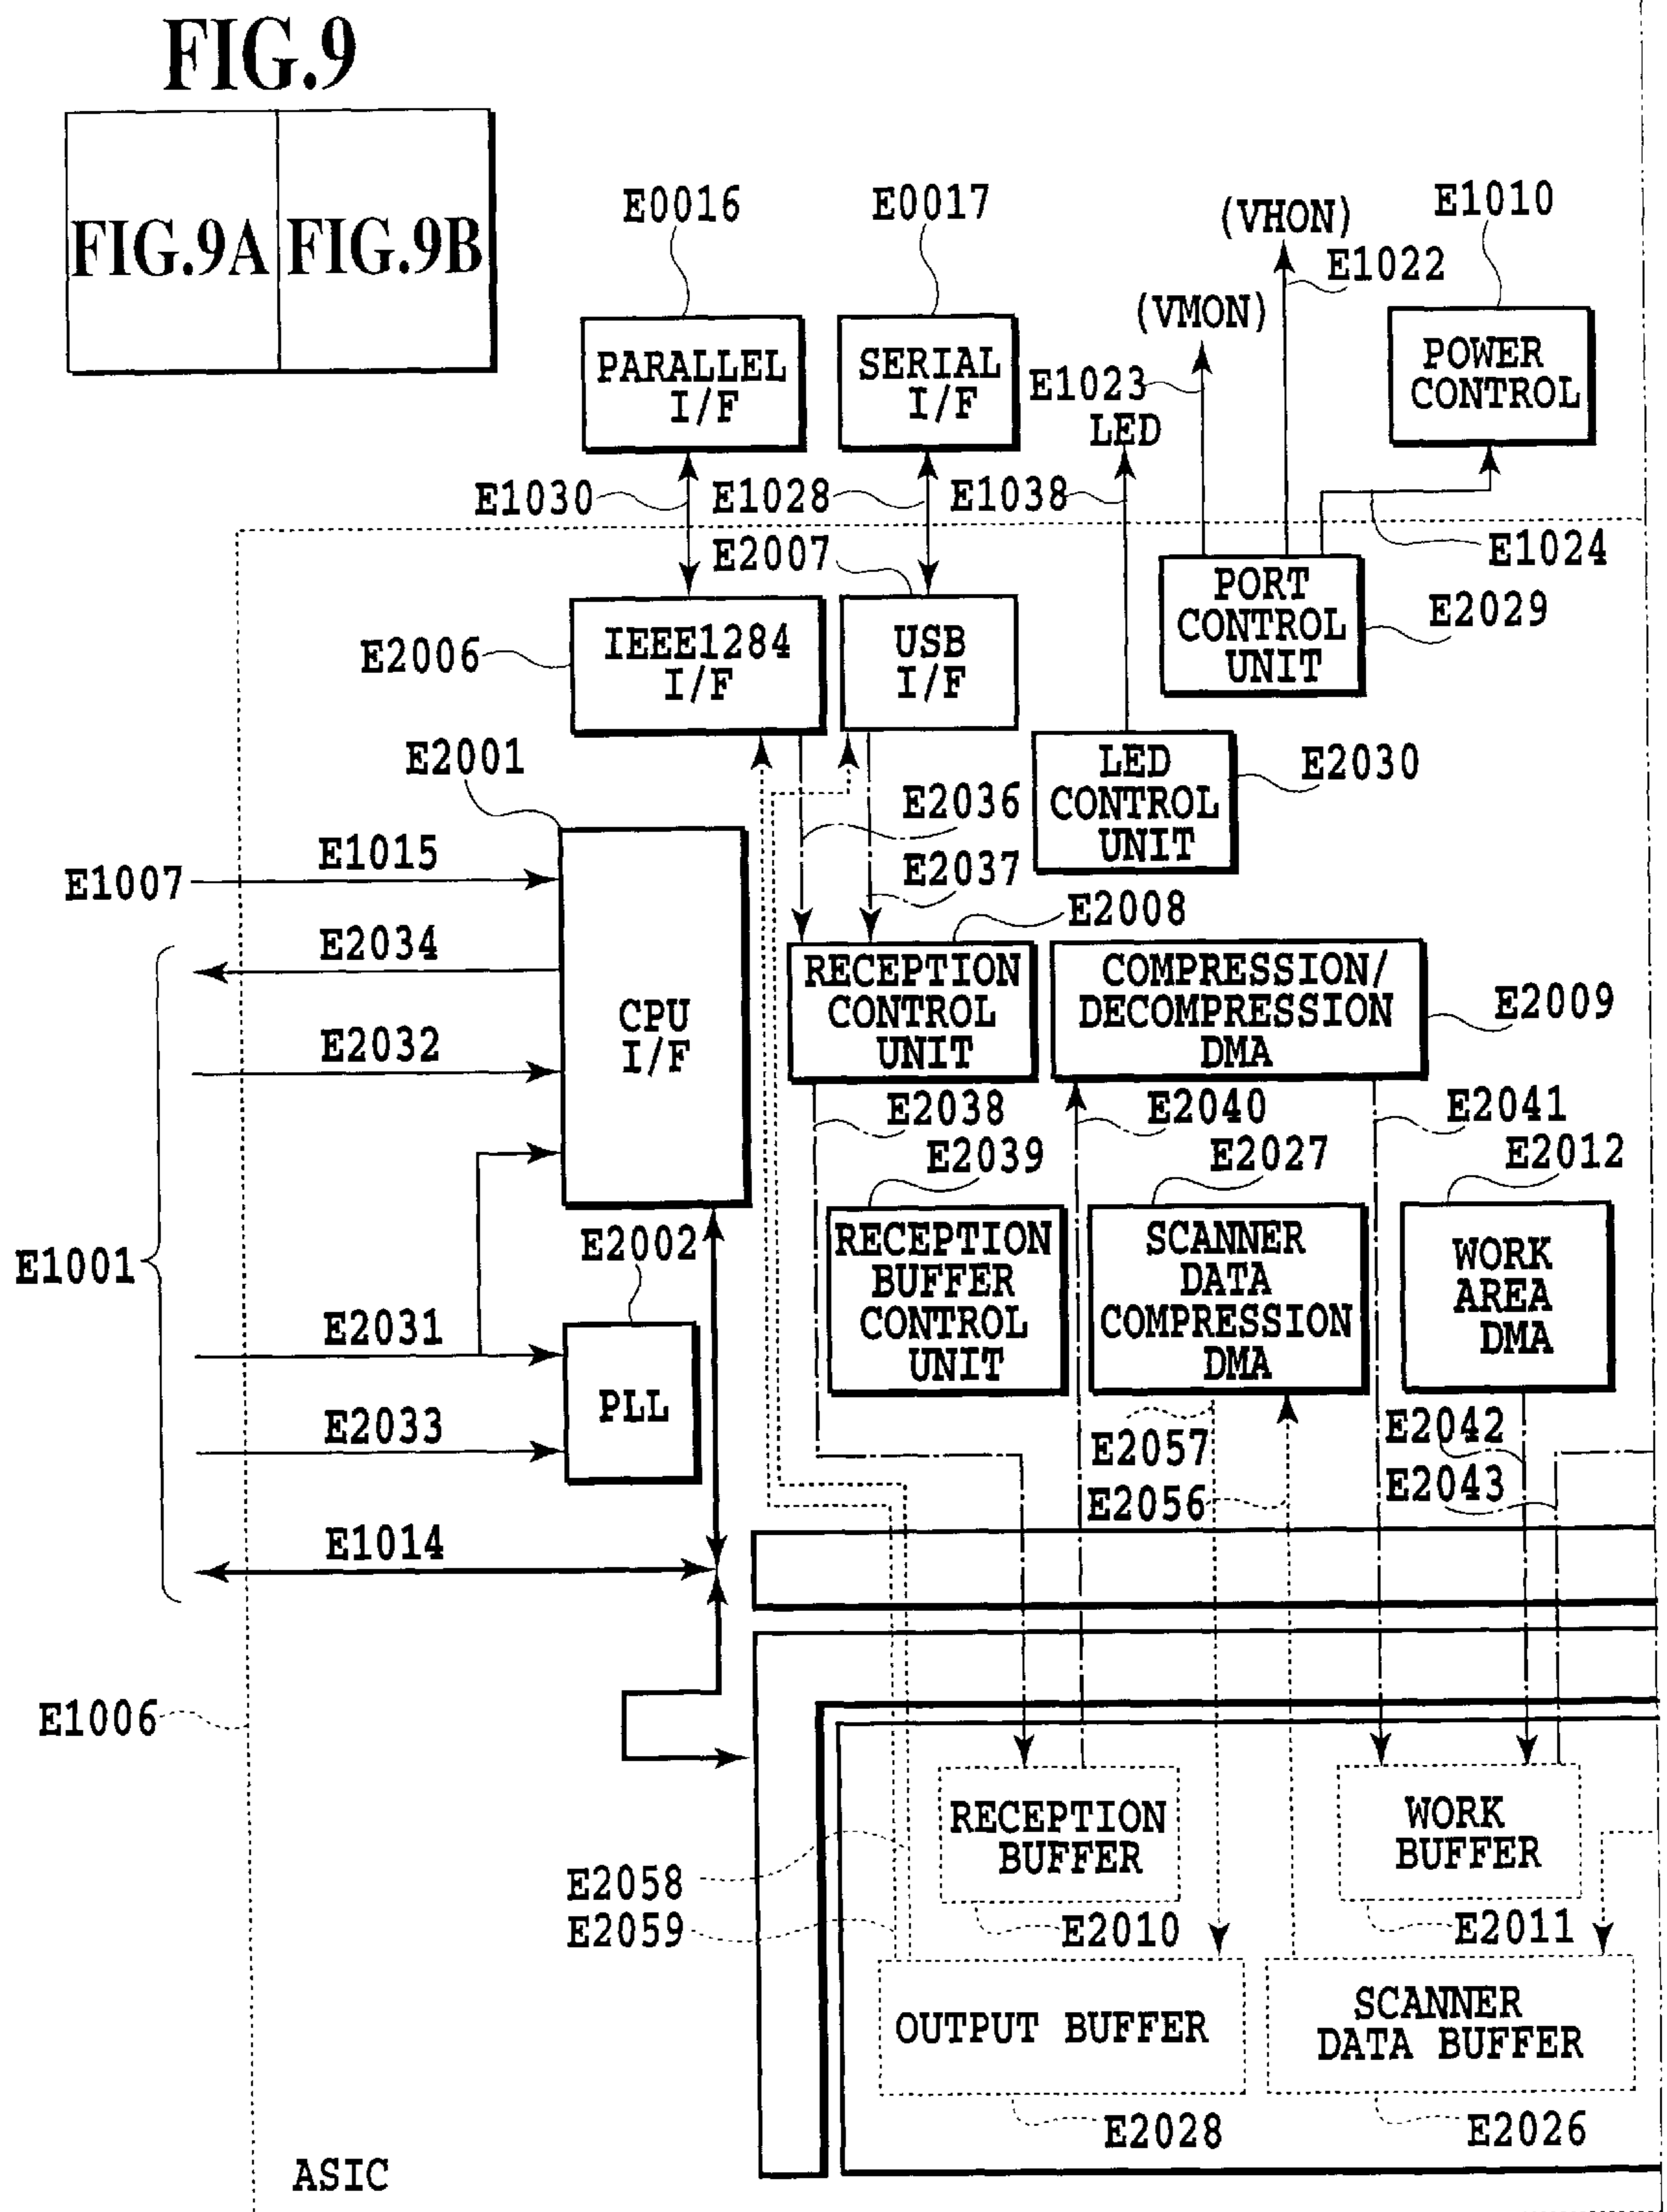 FIG.9
FIG.9A
FIG.9B
E0016
E0017
(VHON)
E1010
E1022
(VMON)
PARALLEL
I/F
SERIAL
I/F
E1023
LED
POWER
CONTROL
E1030
E1028
E1038
E2007
E1024
E2006
IEEE1284
I/F
USB
I/F
PORT
CONTROL
UNIT
E2029
E2001
LED
CONTROL
UNIT
E2030
E2036
E1015
E1007
E2037
E2034
E2008
CPU
I/F
RECEPTION
CONTROL
UNIT
COMPRESSION/
DECOMPRESSION
DMA
E2009
E2032
E2038
E2040
E2041
E2039
E2027
E2012
E1001
E2002
RECEPTION
BUFFER
CONTROL
UNIT
SCANNER
DATA
COMPRESSION
DMA
WORK
AREA
DMA
E2031
PLL
E2033
E2057
E2042
E2056
E2043
E1014
E1006
RECEPTION
BUFFER
WORK
BUFFER
E2058
E2059
E2010
E2011
OUTPUT BUFFER
SCANNER
DATA BUFFER
E2028
E2026
ASIC